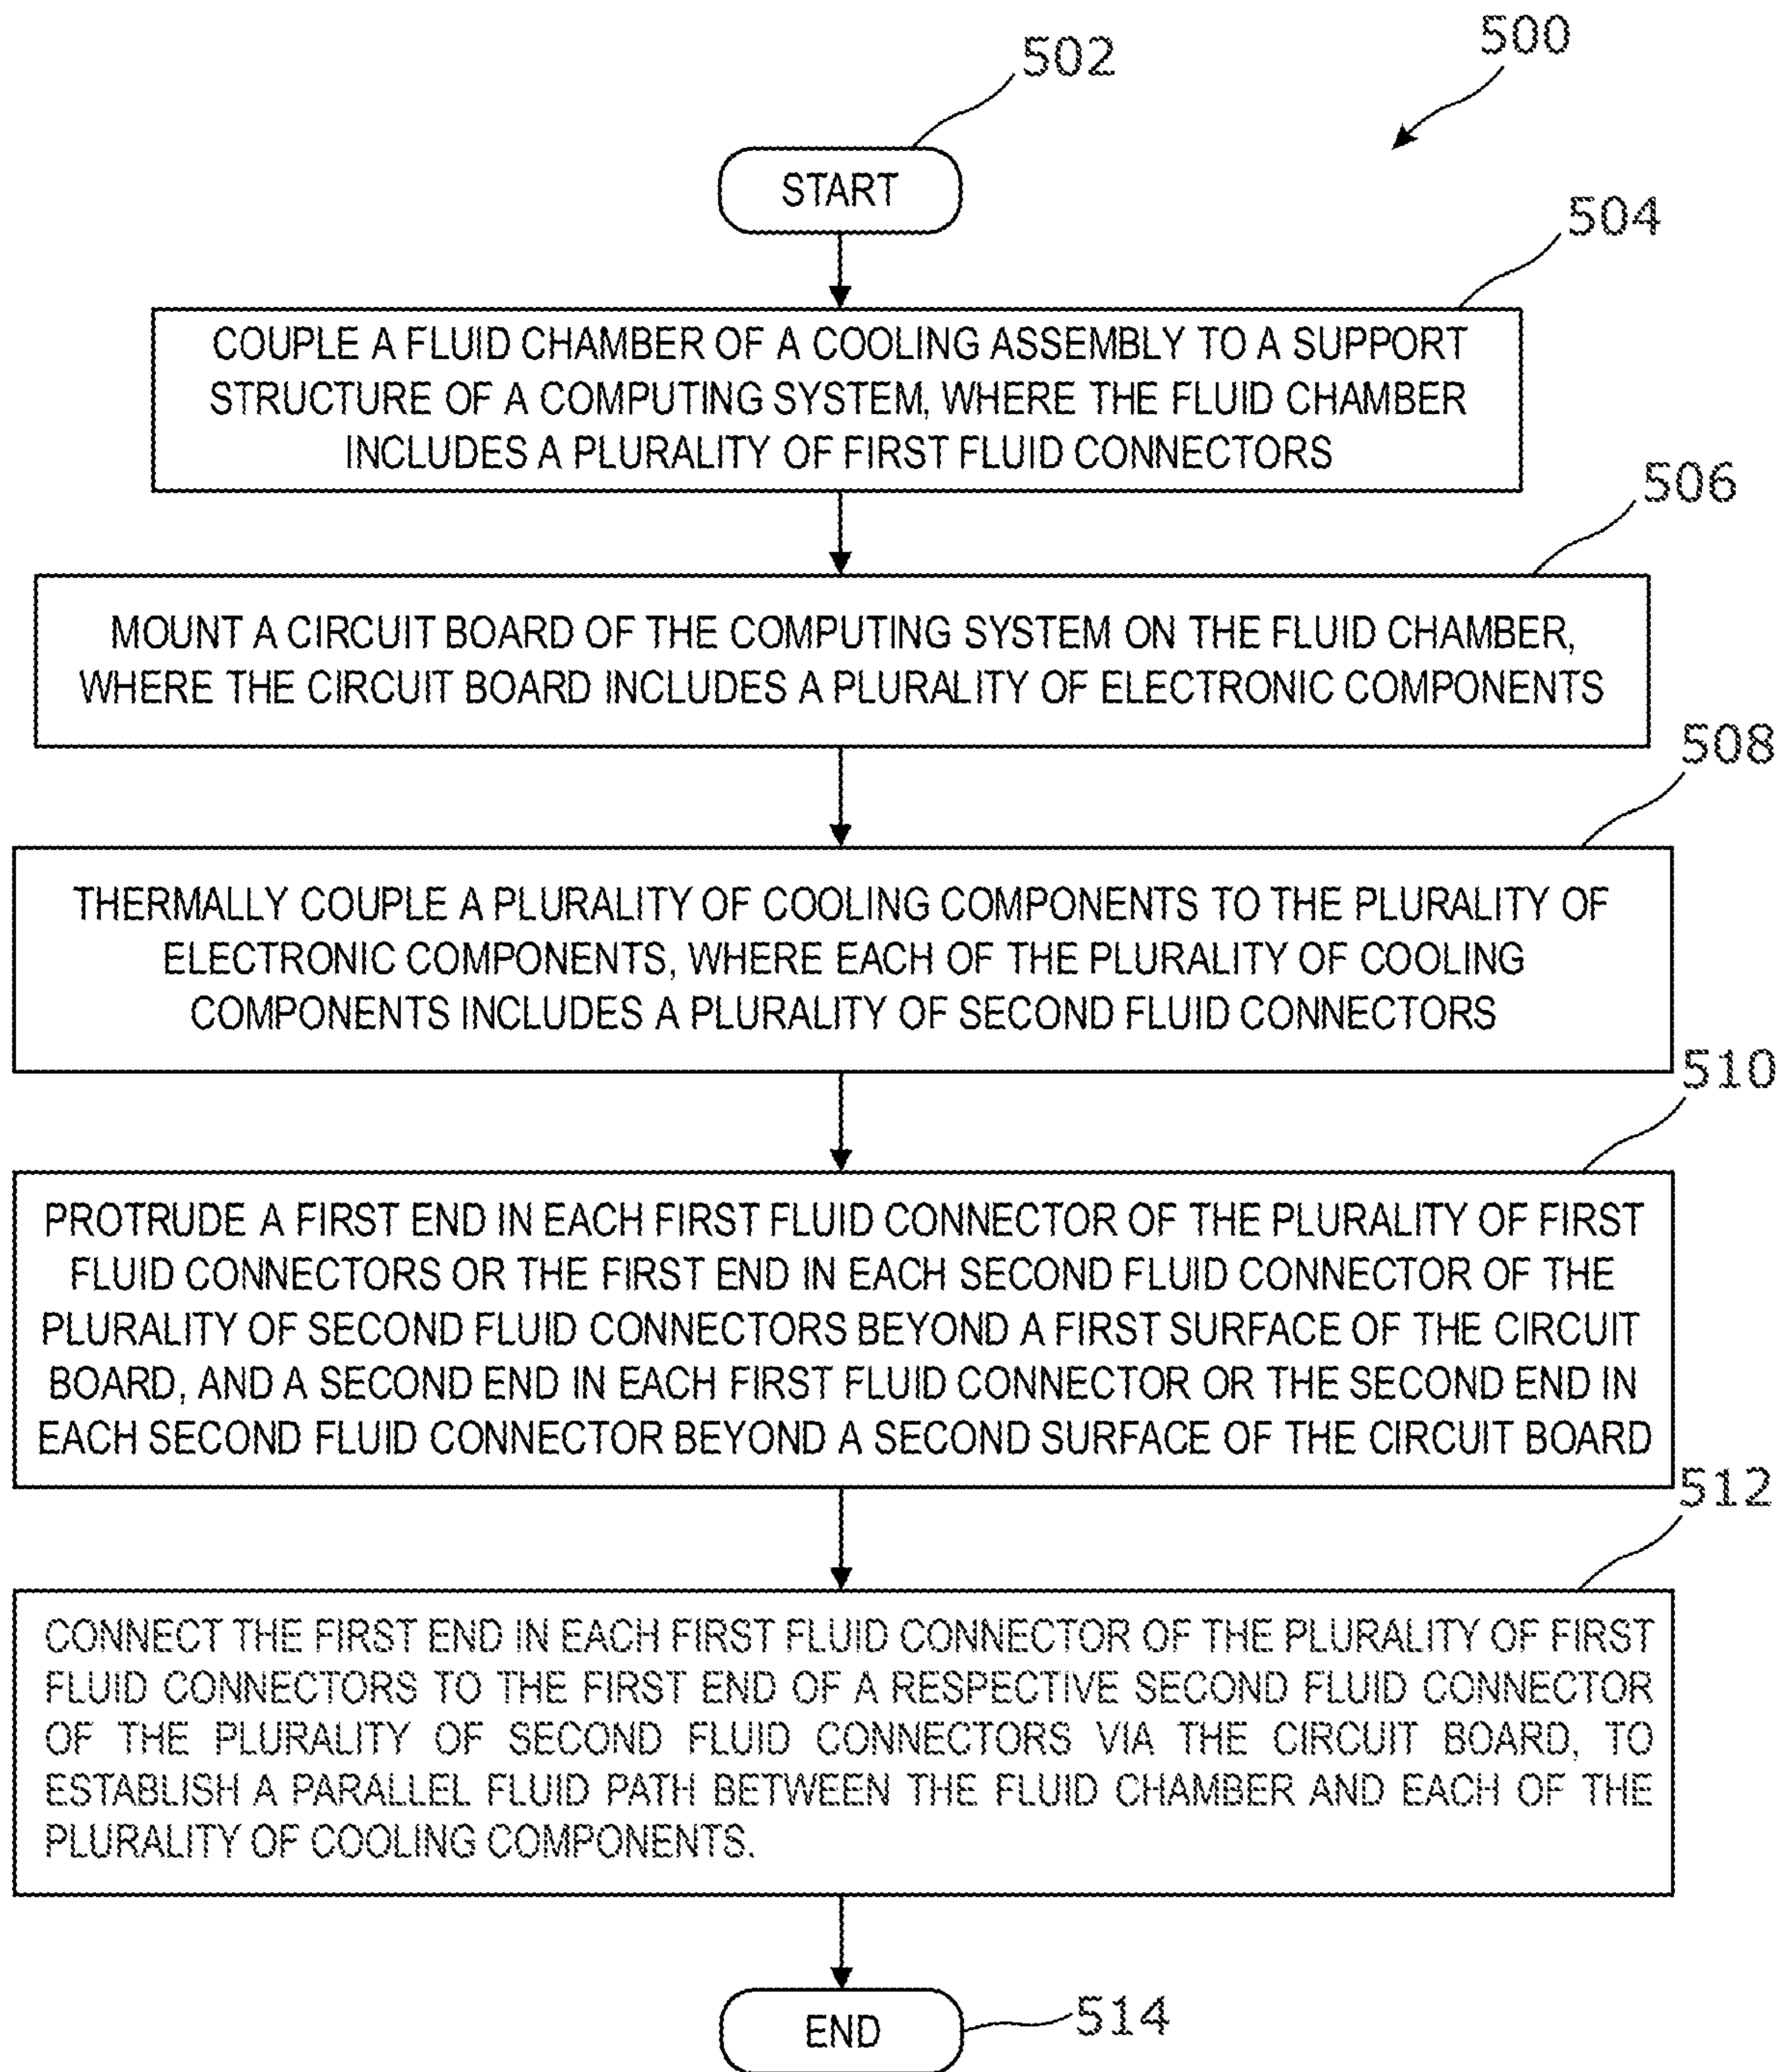 502
500
START
504
COUPLE A FLUID CHAMBER OF A COOLING ASSEMBLY TO A SUPPORT
STRUCTURE OF A COMPUTING SYSTEM, WHERE THE FLUID CHAMBER
INCLUDES A PLURALITY OF FIRST FLUID CONNECTORS
506
MOUNT A CIRCUIT BOARD OF THE COMPUTING SYSTEM ON THE FLUID CHAMBER,
WHERE THE CIRCUIT BOARD INCLUDES A PLURALITY OF ELECTRONIC COMPONENTS
508
THERMALLY COUPLE A PLURALITY OF COOLING COMPONENTS TO THE PLURALITY OF
ELECTRONIC COMPONENTS, WHERE EACH OF THE PLURALITY OF COOLING
COMPONENTS INCLUDES A PLURALITY OF SECOND FLUID CONNECTORS
510
PROTRUDE A FIRST END IN EACH FIRST FLUID CONNECTOR OF THE PLURALITY OF FIRST
FLUID CONNECTORS OR THE FIRST END IN EACH SECOND FLUID CONNECTOR OF THE
PLURALITY OF SECOND FLUID CONNECTORS BEYOND A FIRST SURFACE OF THE CIRCUIT
BOARD, AND A SECOND END IN EACH FIRST FLUID CONNECTOR OR THE SECOND END IN
EACH SECOND FLUID CONNECTOR BEYOND A SECOND SURFACE OF THE CIRCUIT BOARD
512
CONNECT THE FIRST END IN EACH FIRST FLUID CONNECTOR OF THE PLURALITY OF FIRST
FLUID CONNECTORS TO THE FIRST END OF A RESPECTIVE SECOND FLUID CONNECTOR
OF THE PLURALITY OF SECOND FLUID CONNECTORS VIA THE CIRCUIT BOARD, TO
ESTABLISH A PARALLEL FLUID PATH BETWEEN THE FLUID CHAMBER AND EACH OF THE
PLURALITY OF COOLING COMPONENTS.
END
514